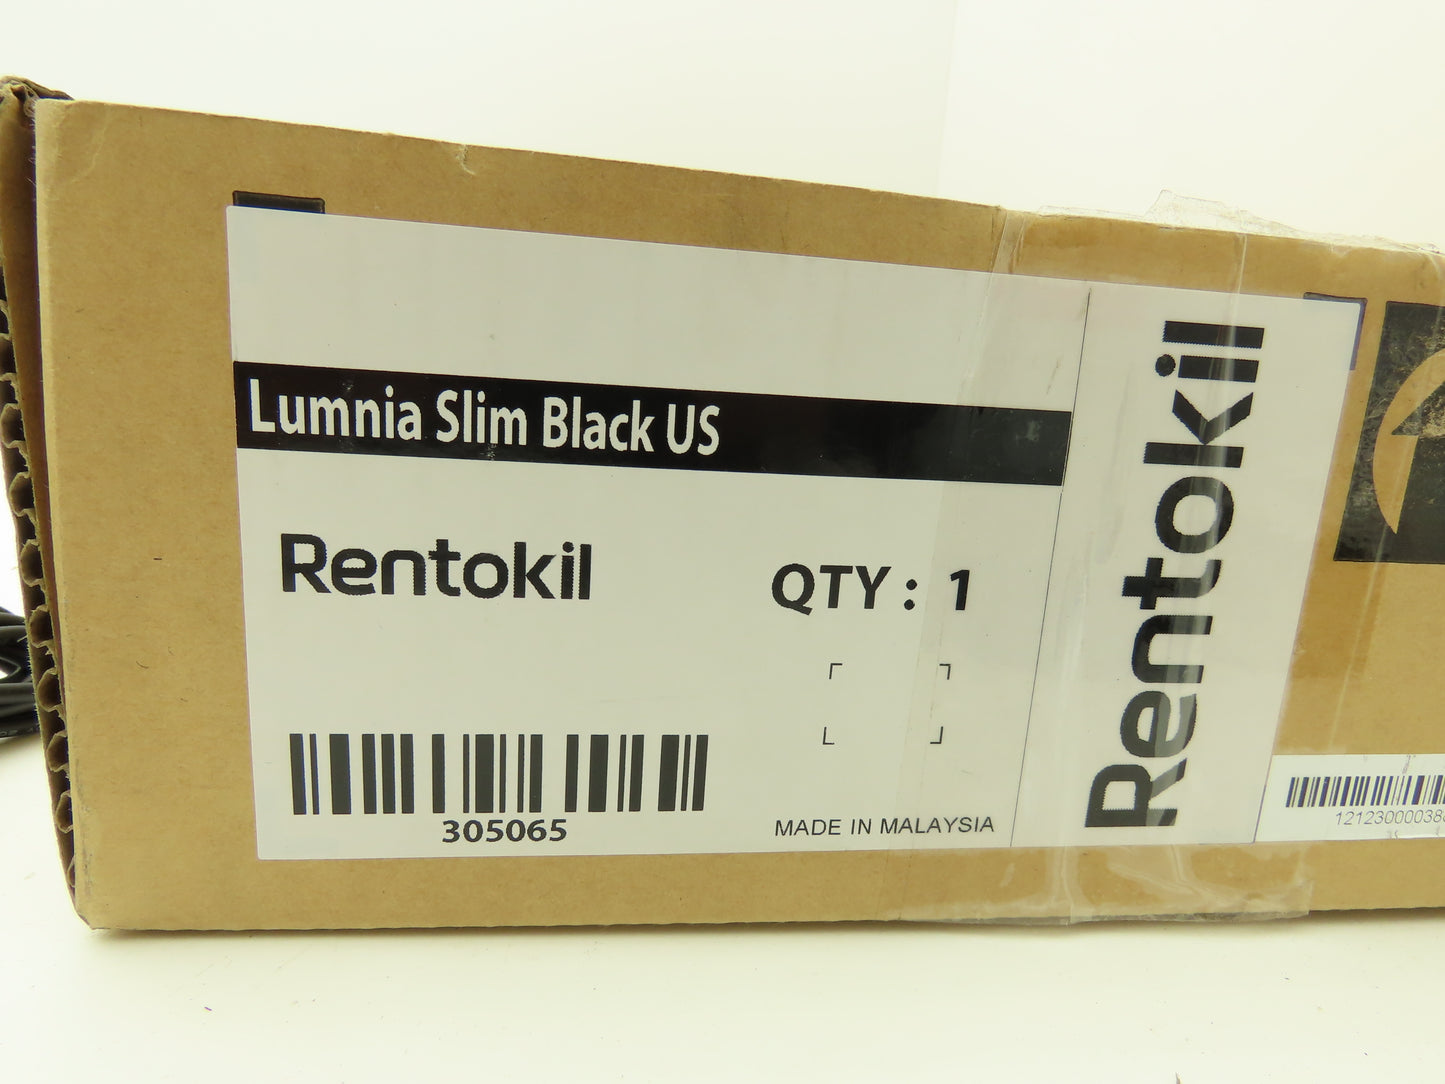 Lumnia Slim Black US
Rentokil
QTY : 1
305065
MADE IN MALAYSIA
Rentokil